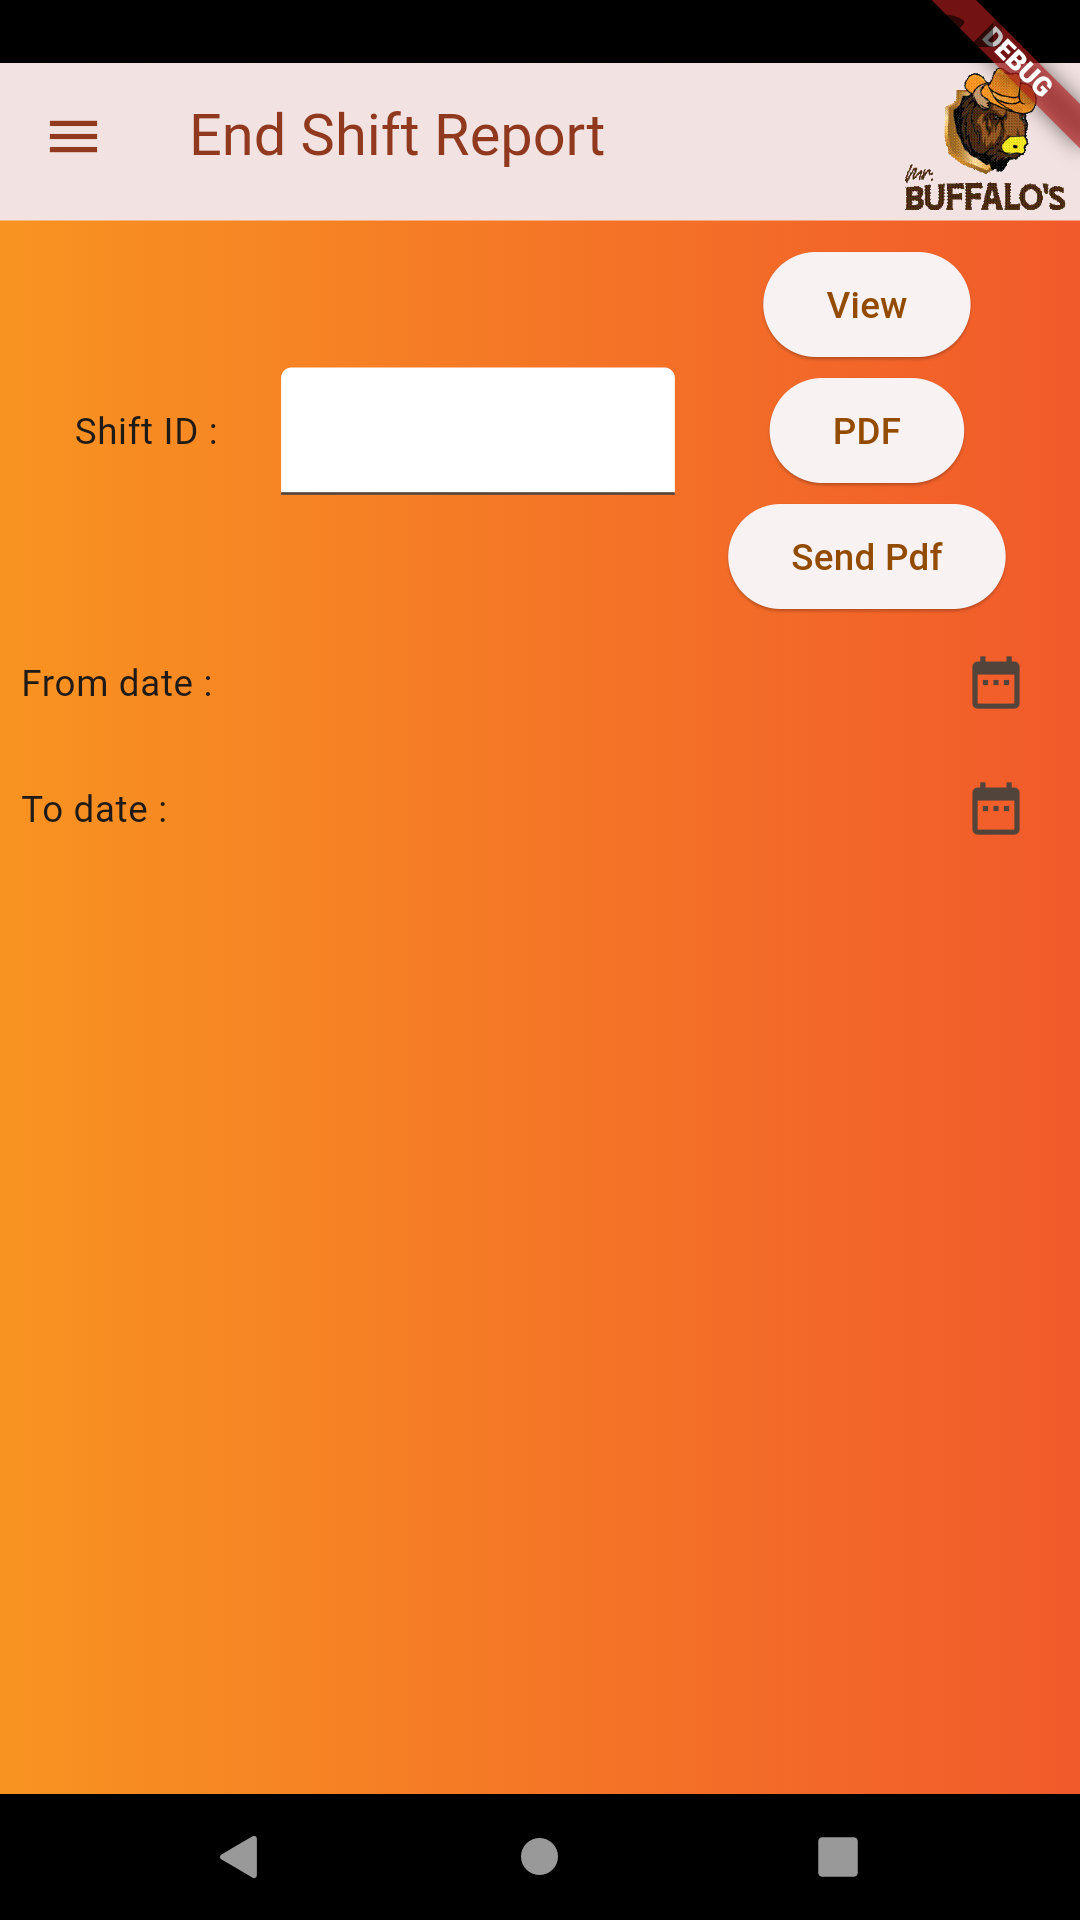 DEBUG
End Shift Report
Mr.
BUFFALO'S
View
Shift ID :
PDF
Send Pdf
From date :
To date :